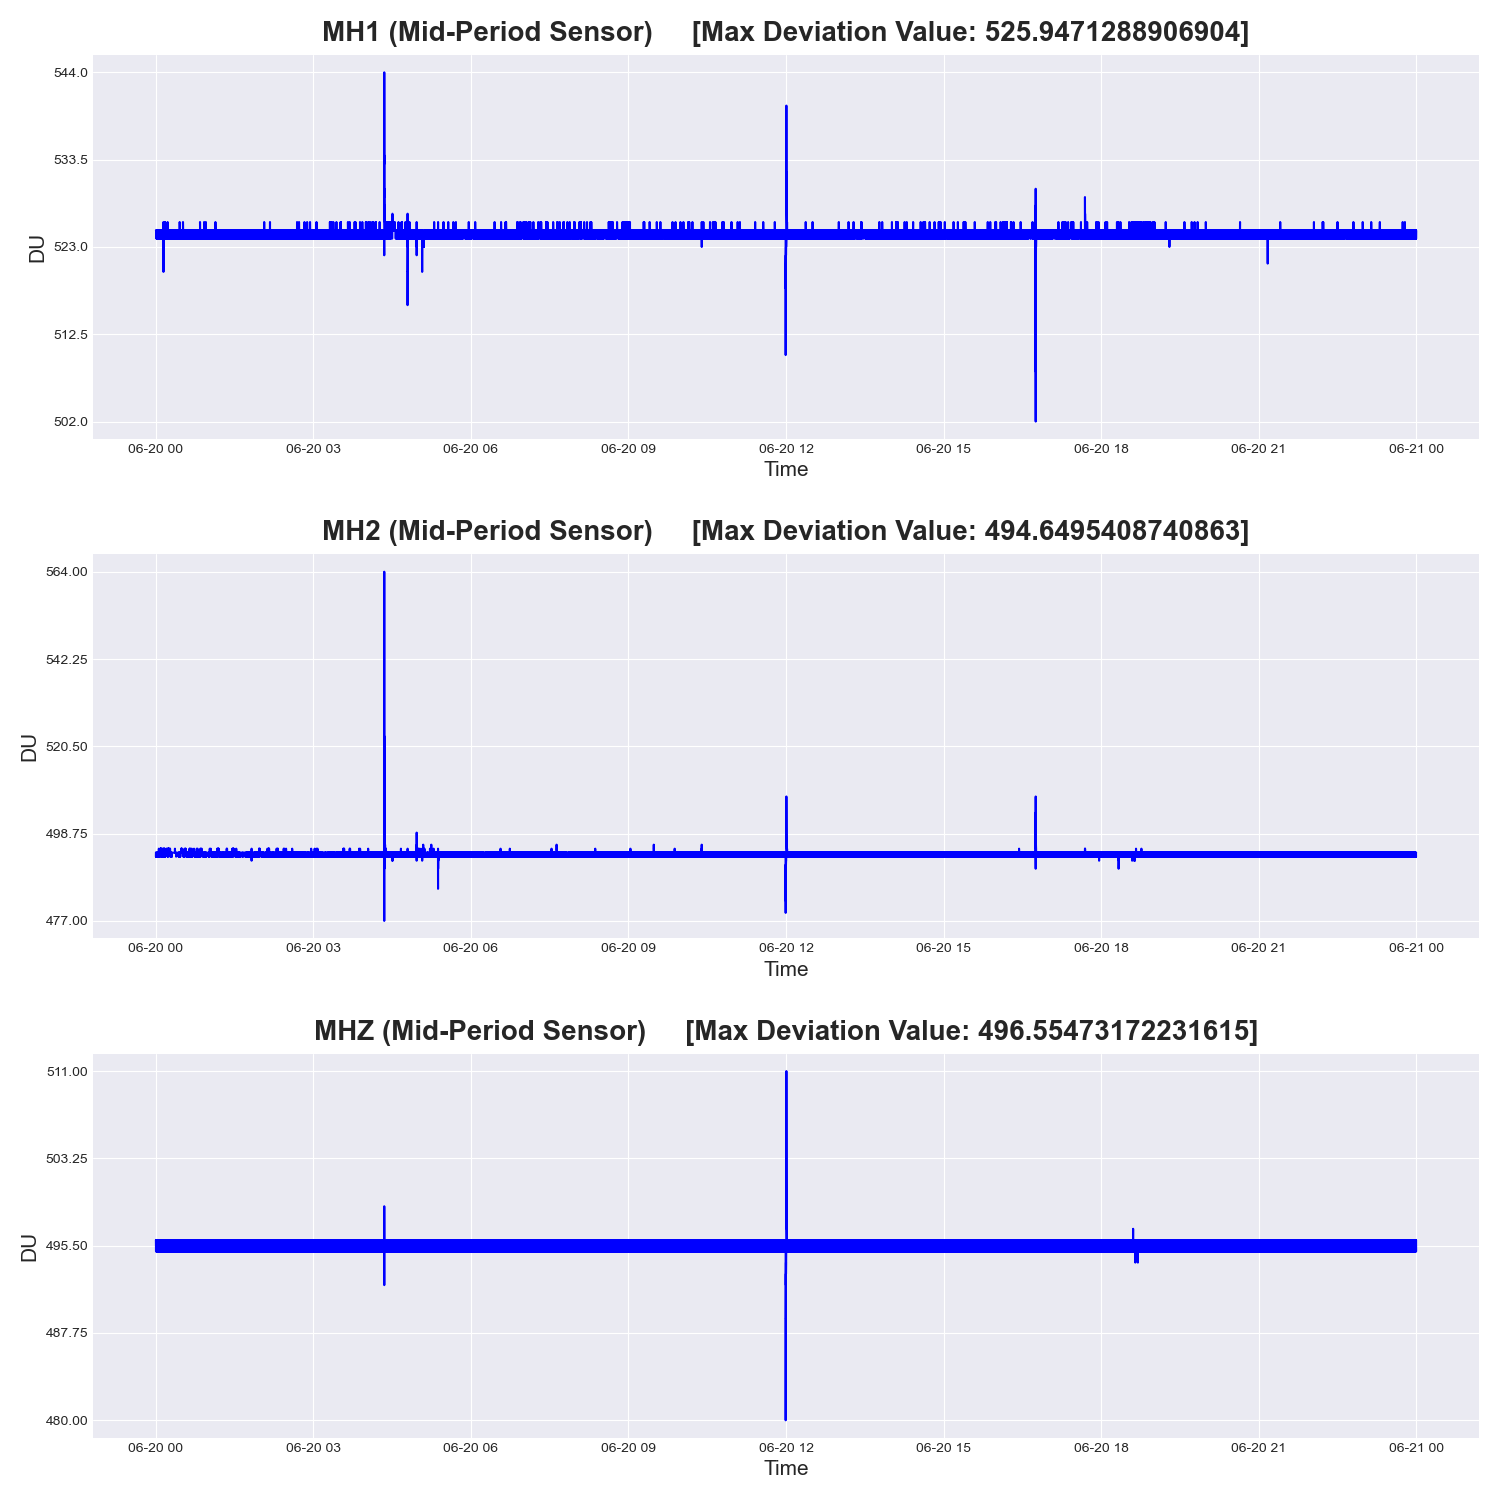 MH1 (Mid-Period Sensor) [Max Deviation Value: 525.9471288906904]
544.0
533.5
523.0
512.5
502.0
DU
06-20 00 06-20 03 06-20 06 06-20 09 06-20 12 06-20 15 06-20 18 06-20 21 06-21 00
Time
MH2 (Mid-Period Sensor) [Max Deviation Value: 494.6495408740863]
564.00
542.25
520.50
498.75
477.00
DU
06-20 00 06-20 03 06-20 06 06-20 09 06-20 12 06-20 15 06-20 18 06-20 21 06-21 00
Time
MHZ (Mid-Period Sensor) [Max Deviation Value: 496.55473172231615]
511.00
503.25
495.50
487.75
480.00
DU
06-20 00 06-20 03 06-20 06 06-20 09 06-20 12 06-20 15 06-20 18 06-20 21 06-21 00
Time